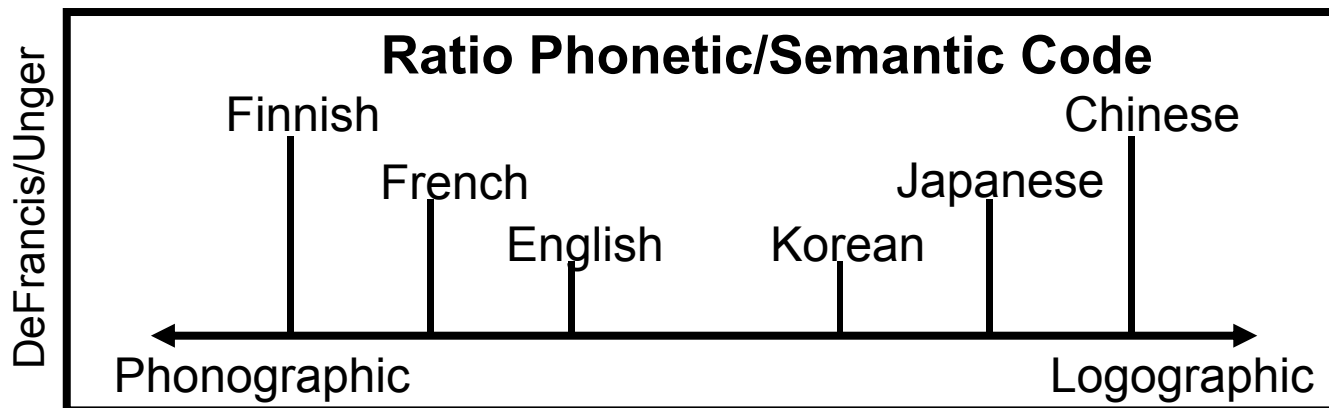 DeFrancis/Unger
Ratio Phonetic/Semantic Code
Finnish Chinese
French Japanese
English Korean
Phonographic Logographic